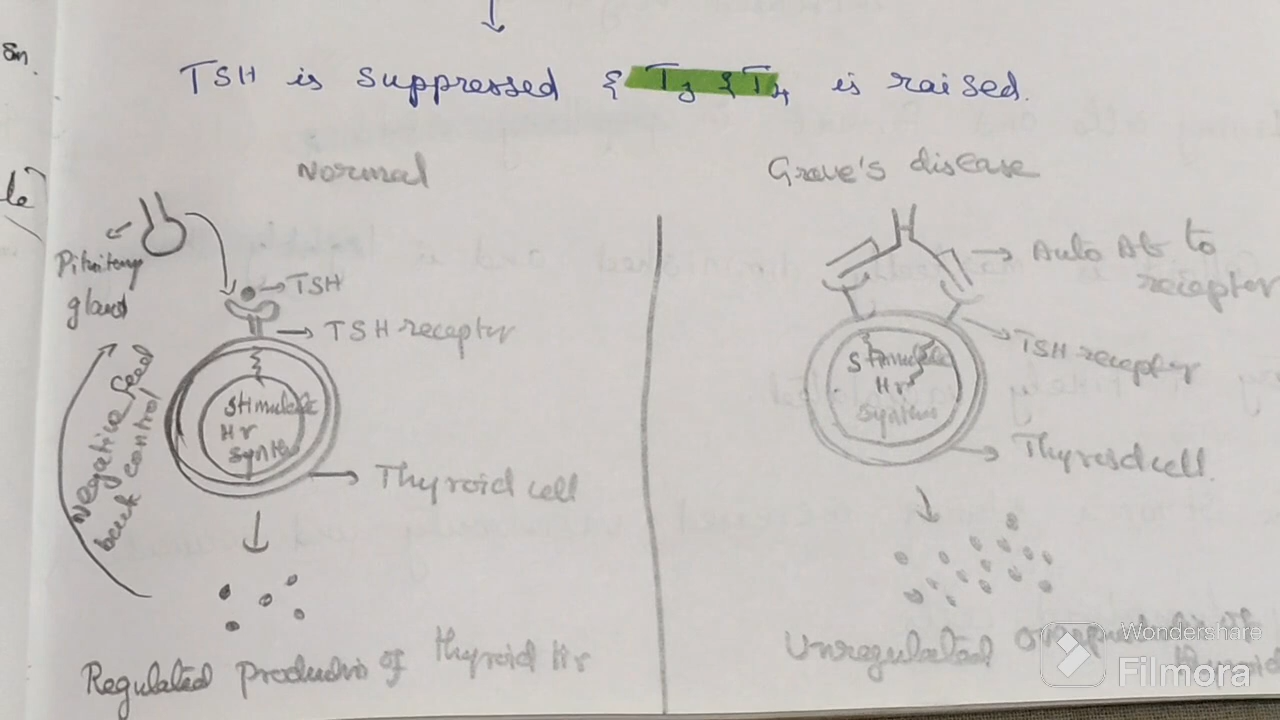 TSH is suppressed & T3 & T4 is raised.
Normal
Pituitary
gland
TSH
TSH receptor
Stimulate
Hr
Synth
Thyroid cell
Negative feed
back control
Regulated Production of thyroid Hr
Grave's disease
Auto Ab to
receptor
TSH receptor
Stimulate
Hr
Synthes
Thyroid cell
Unregulated
Wondershare
Filmora